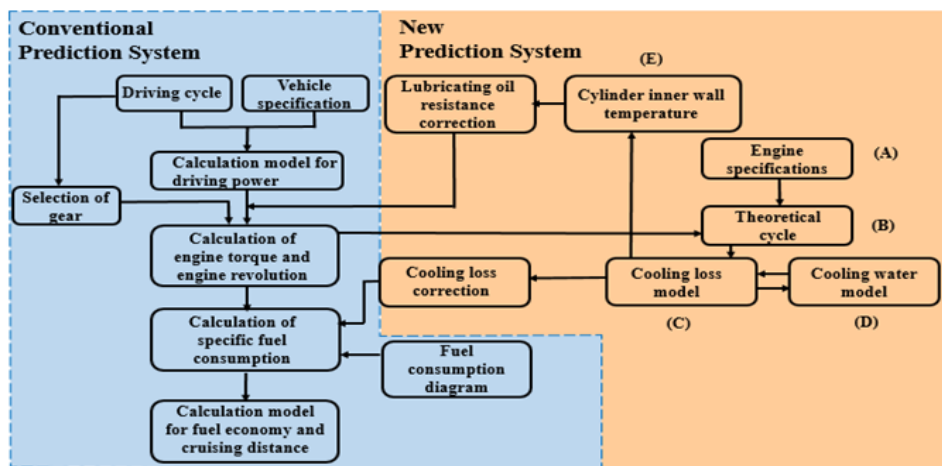 Conventional
Prediction System
New
Prediction System
(E)
Driving cycle
Vehicle
specification
Lubricating oil
resistance
correction
Cylinder inner wall
temperature
Engine
specifications
(A)
Calculation model for
driving power
Selection of
gear
Theoretical
cycle
(B)
Calculation of
engine torque and
engine revolution
Cooling loss
correction
Cooling loss
model
Cooling water
model
(C)
(D)
Calculation of
specific fuel
consumption
Fuel
consumption
diagram
Calculation model
for fuel economy and
cruising distance